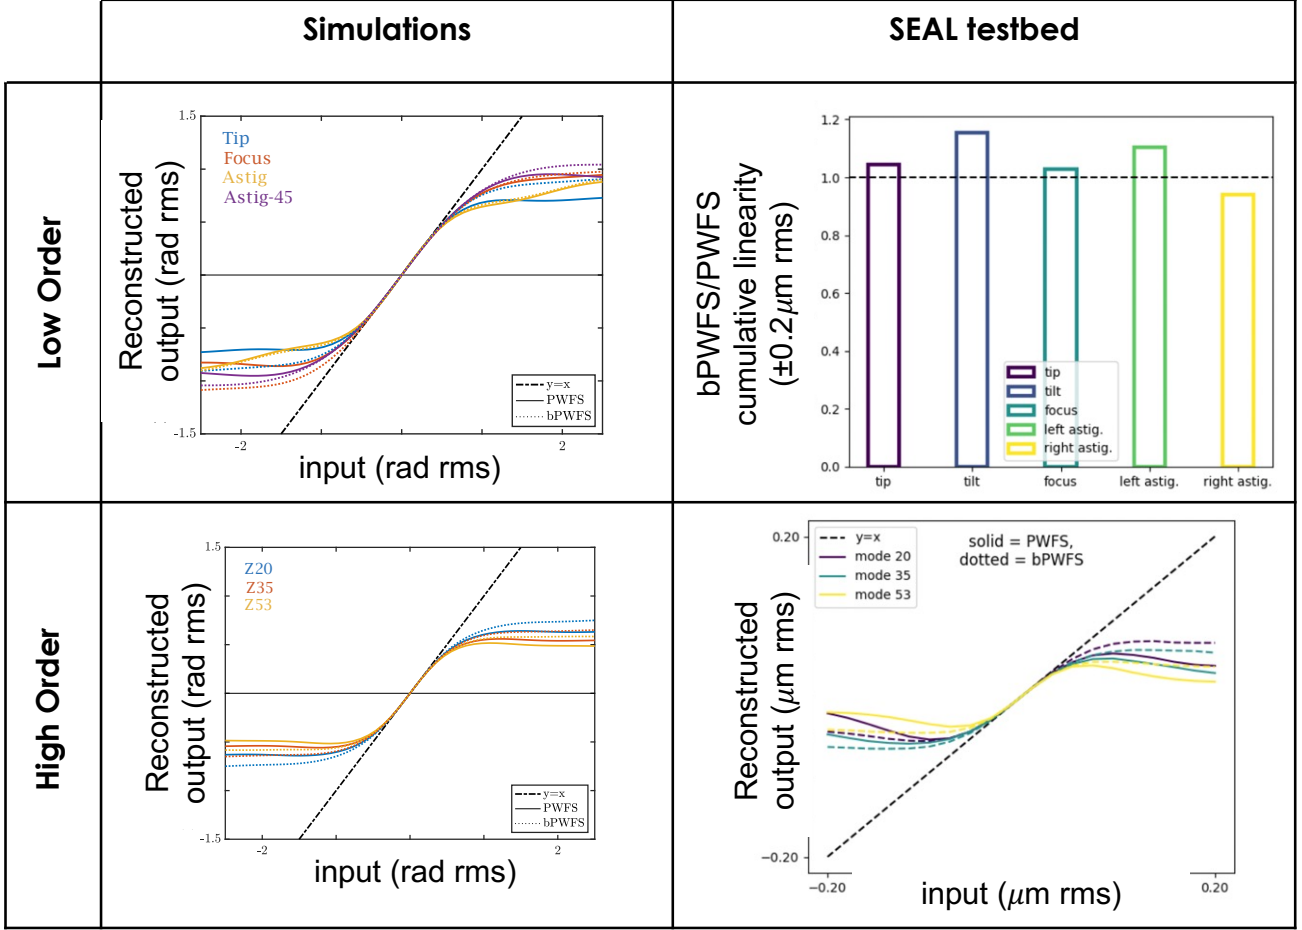 Simulations
SEAL testbed
Low Order
1.5
Tip
Focus
Astig
Astig-45
Reconstructed
output (rad rms)
y=x
PWFS
bPWFS
-1.5
-2
2
input (rad rms)
bPWFS/PWFS
cumulative linearity
(±0.2μm rms)
1.2
1.0
0.8
0.6
0.4
0.2
0.0
tip
tilt
focus
left astig.
right astig.
tip
tilt
focus
left astig.
right astig.
High Order
1.5
Z20
Z35
Z53
Reconstructed
output (rad rms)
y=x
PWFS
bPWFS
-1.5
-2
2
input (rad rms)
0.20
y=x
mode 20
mode 35
mode 53
solid = PWFS,
dotted = bPWFS
Reconstructed
output (μm rms)
−0.20
−0.20
0.20
input (μm rms)